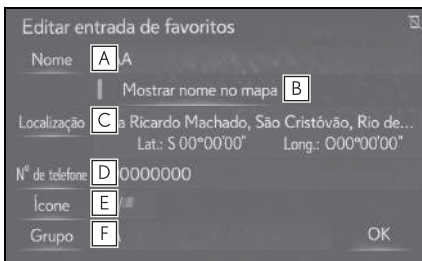 Editar entrada de favoritos
Nome A A
Mostrar nome no mapa B
Localização C a Ricardo Machado, São Cristóvão, Rio de...
Lat.: S 00°00'00" Long.: O00°00'00"
Nº de telefone D 0000000
Ícone E
Grupo F
OK